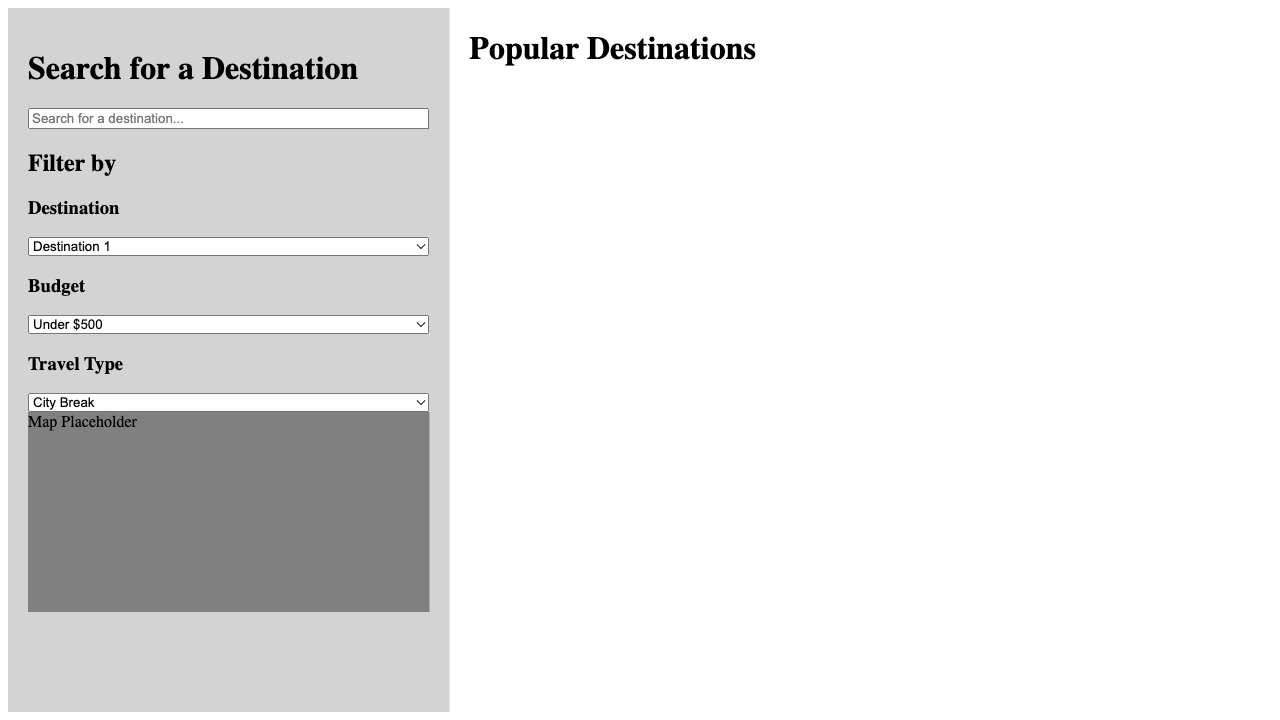 Search for a Destination
Search for a destination...
Filter by
Destination
Destination 1
Budget
Under $500
Travel Type
City Break
Map Placeholder
Popular Destinations